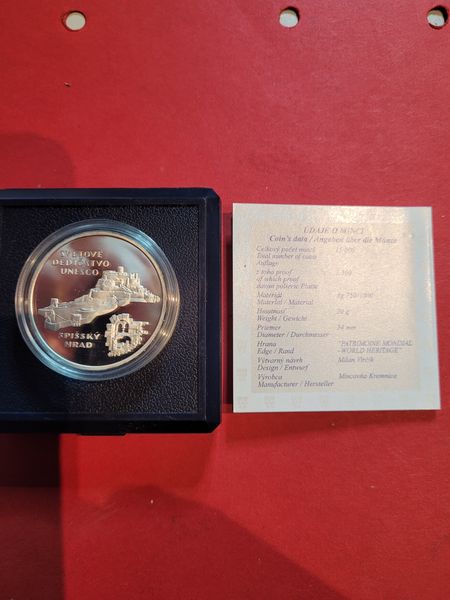 SVETOVÉ
DEDIČSTVO
UNESCO
SPIŠSKÝ
HRAD
ÚDAJE O MINCI
Coin's data / Angaben über die Münze
Celkový počet mincí
Total number of coins
Auflage
z toho proof
of which proof
davon polierte Platte
Materiál Ag 750/1000
Material / Material
Hmotnosť 20 g
Weight / Gewicht
Priemer 34 mm
Diameter / Durchmesser
Hrana "PATRIMOINE MONDIAL
Edge / Rand – WORLD HERITAGE"
Výtvarný návrh Milan
Design / Entwurf
Výrobca Mincovňa Kremnica
Manufacturer / Hersteller